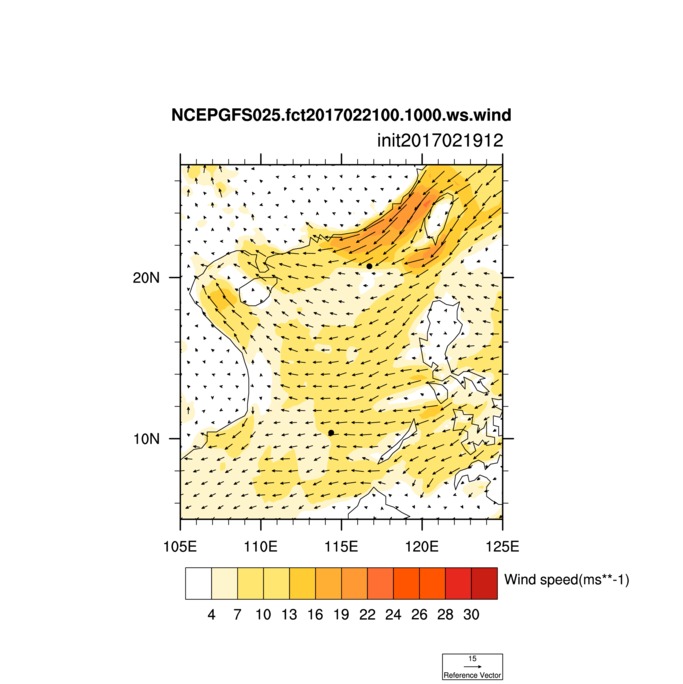 NCEPGFS025.fct2017022100.1000.ws.wind
init2017021912
20N
10N
105E 110E 115E 120E 125E
Wind speed(ms**-1)
4 7 10 13 16 19 22 24 26 28 30
15
Reference Vector